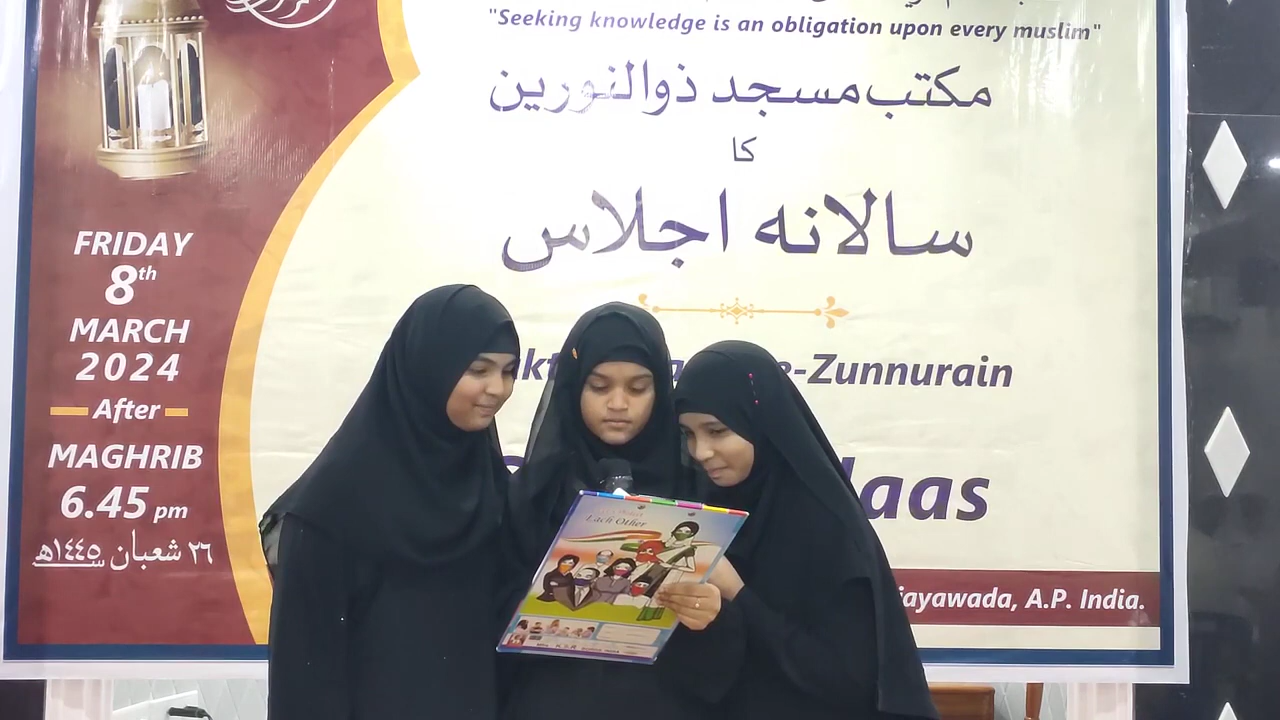 "Seeking knowledge is an obligation upon every muslim"
مکتب مسجد ذوالنورین
کا
سالانہ اجلاس
e-Zunnurain
laas
jayawada, A.P. India.
FRIDAY
8th
MARCH
2024
After
MAGHRIB
6.45 pm
٢٦ شعبان ١٤٤٥ھ
Each Other